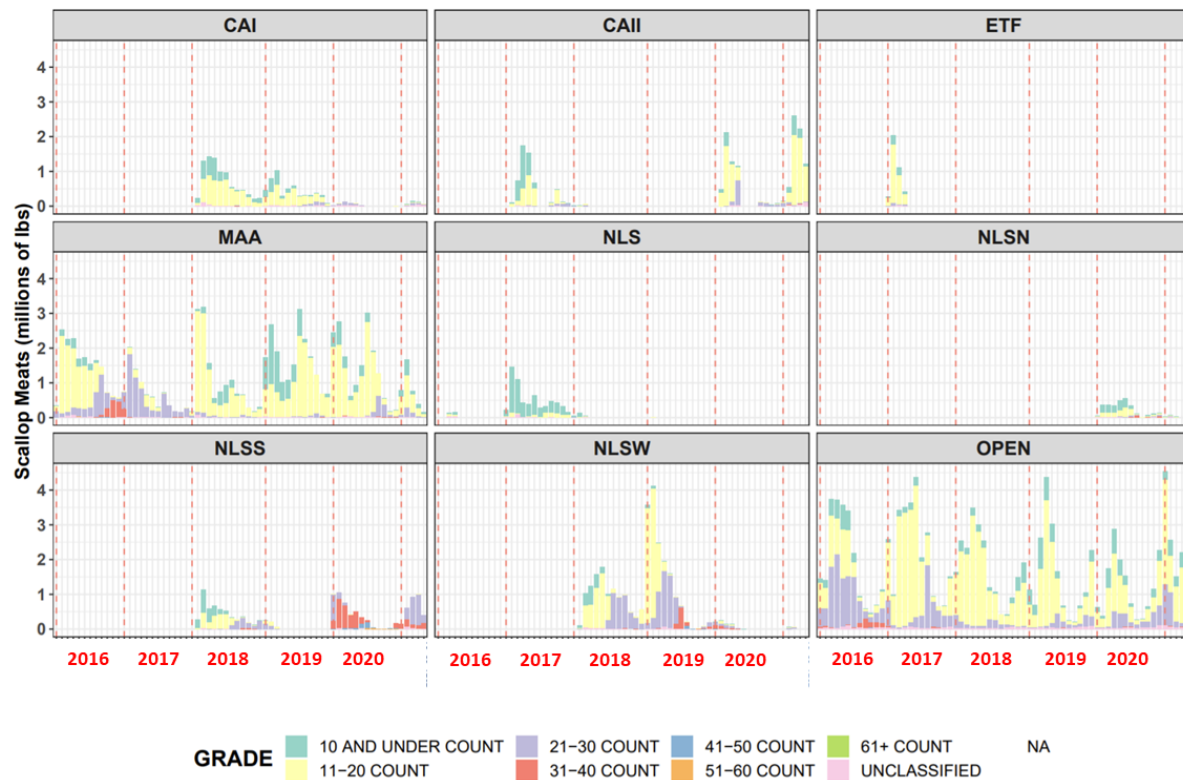 CAI CAII ETF
4
3
2
1
0
MAA NLS NLSN
4
3
2
1
0
NLSS NLSW OPEN
4
3
2
1
0
Scallop Meats (millions of lbs)
2016 2017 2018 2019 2020 2016 2017 2018 2019 2020 2016 2017 2018 2019 2020
GRADE
10 AND UNDER COUNT 21−30 COUNT 41−50 COUNT 61+ COUNT NA
11−20 COUNT 31−40 COUNT 51−60 COUNT UNCLASSIFIED